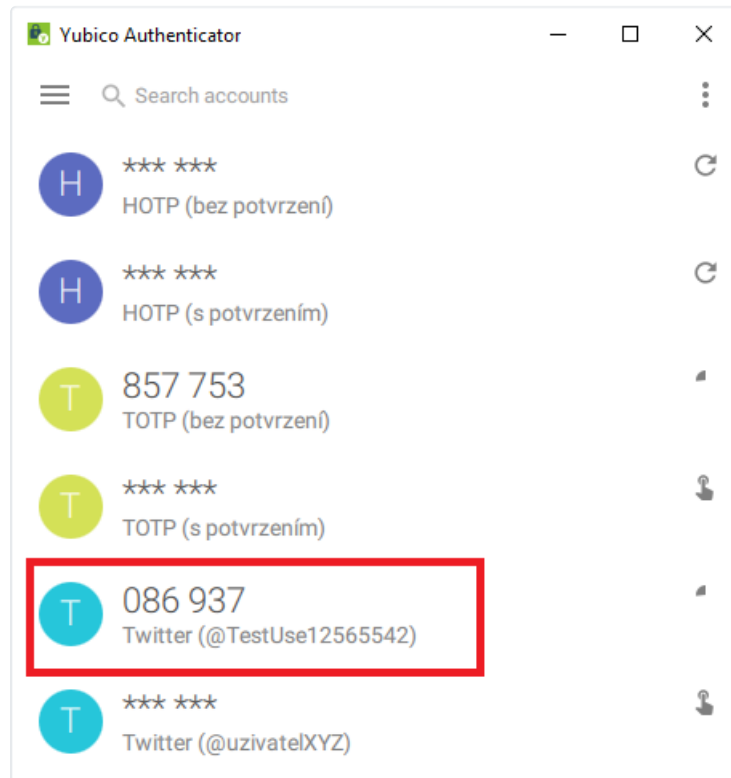 Yubico Authenticator
Search accounts
H
*** ***
HOTP (bez potvrzení)
H
*** ***
HOTP (s potvrzením)
T
857 753
TOTP (bez potvrzení)
T
*** ***
TOTP (s potvrzením)
T
086 937
Twitter (@TestUse12565542)
T
*** ***
Twitter (@uzivatelXYZ)